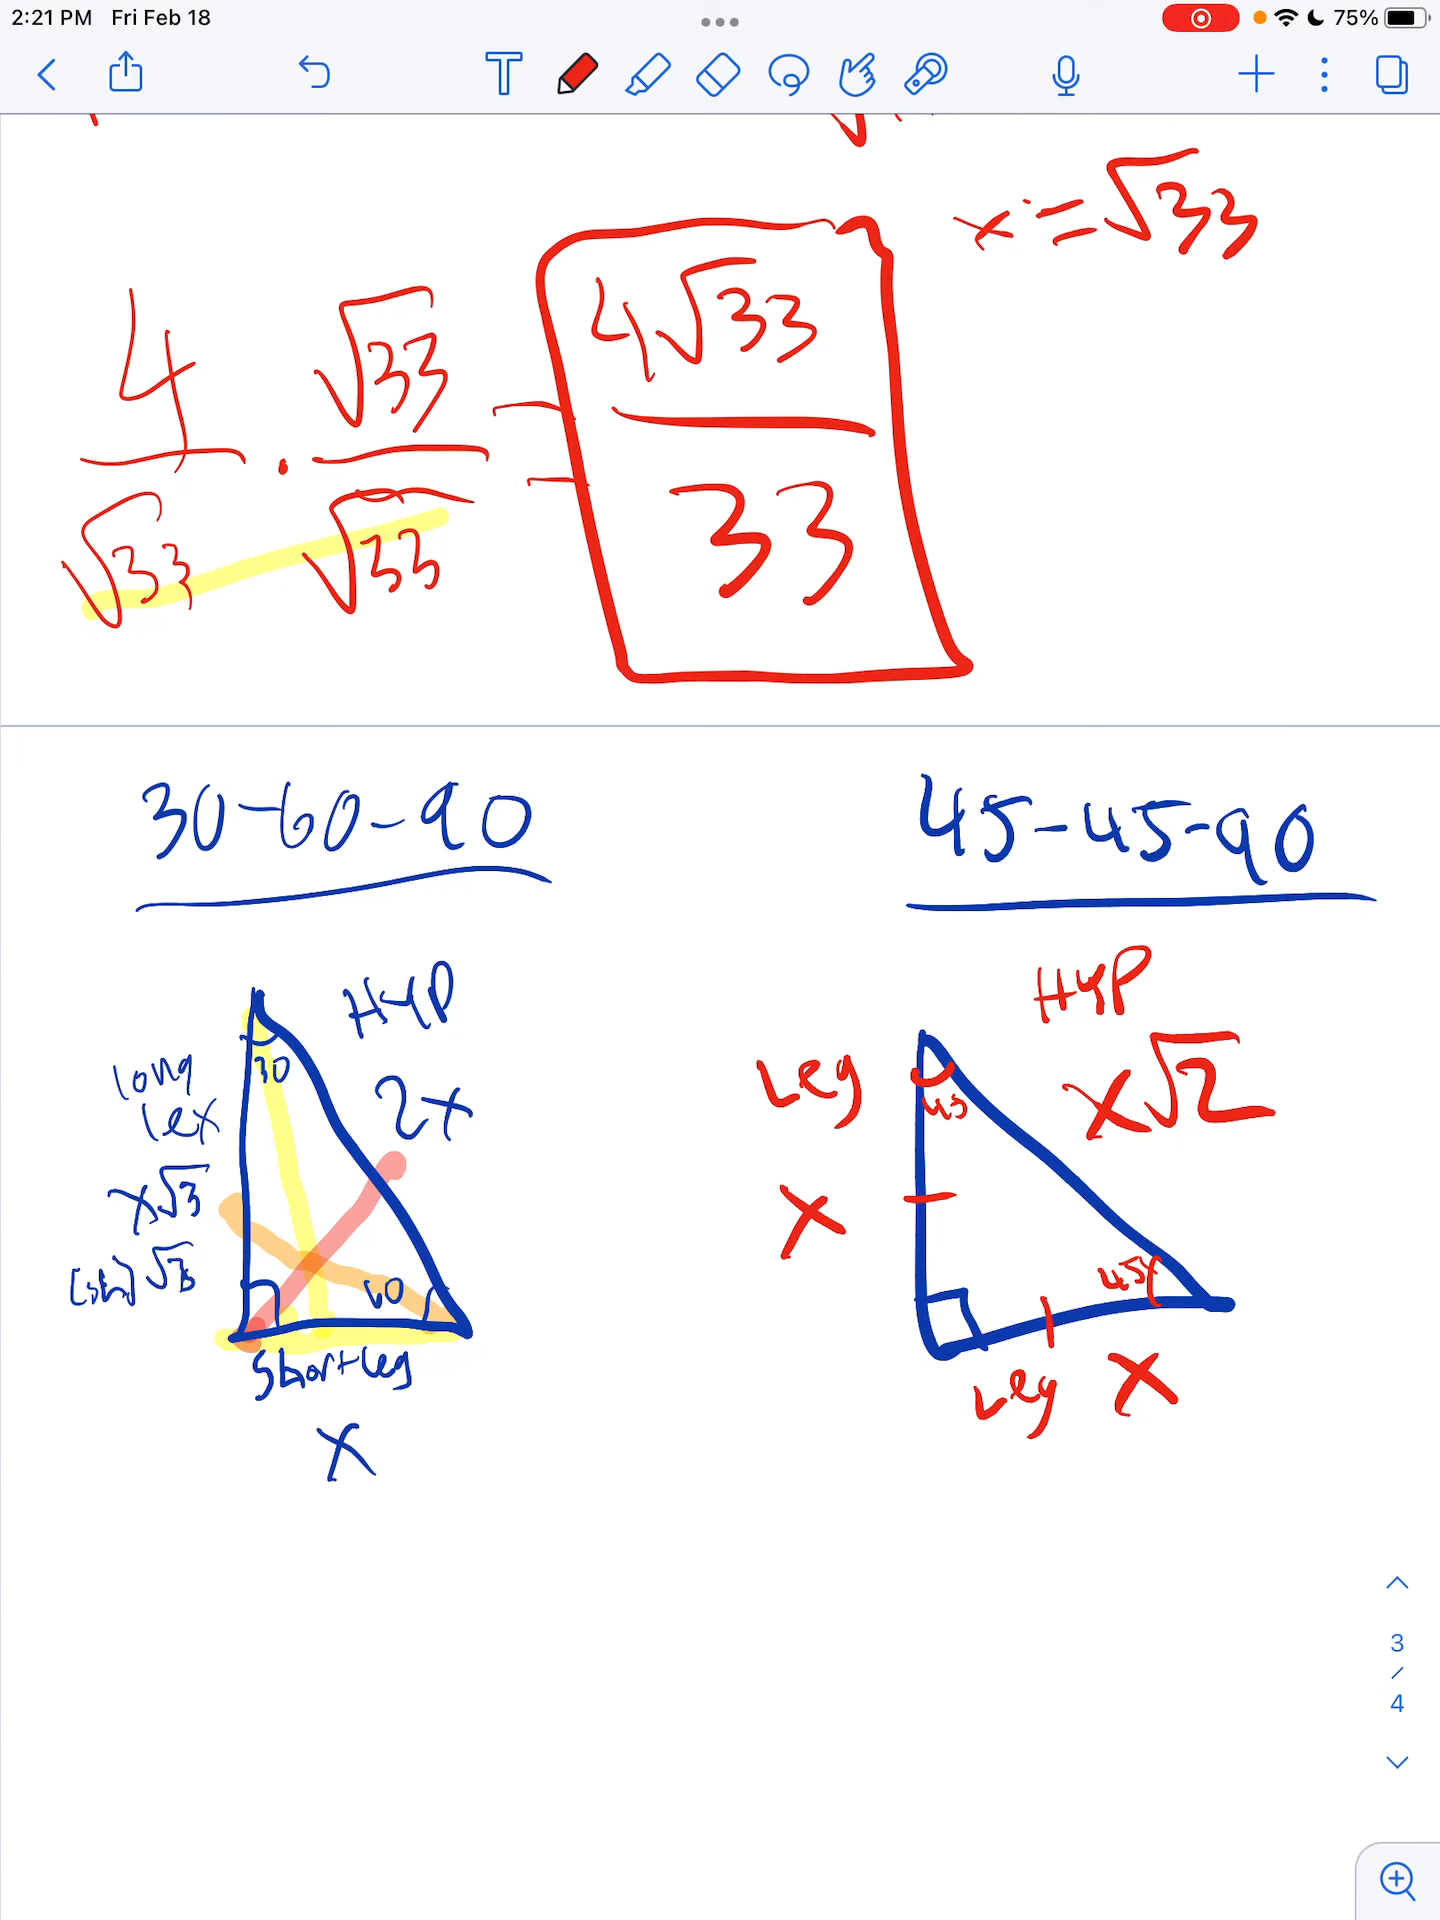 2:21 PM Fri Feb 18
75%
T
x = √33
4 / √33 · √33 / √33 = 4√33 / 33
30-60-90
45-45-90
HYP
2x
long
lex
x√3
30
60
Short leg
x
HYP
x√2
Leg
x
45
45
Leg x
3
/
4